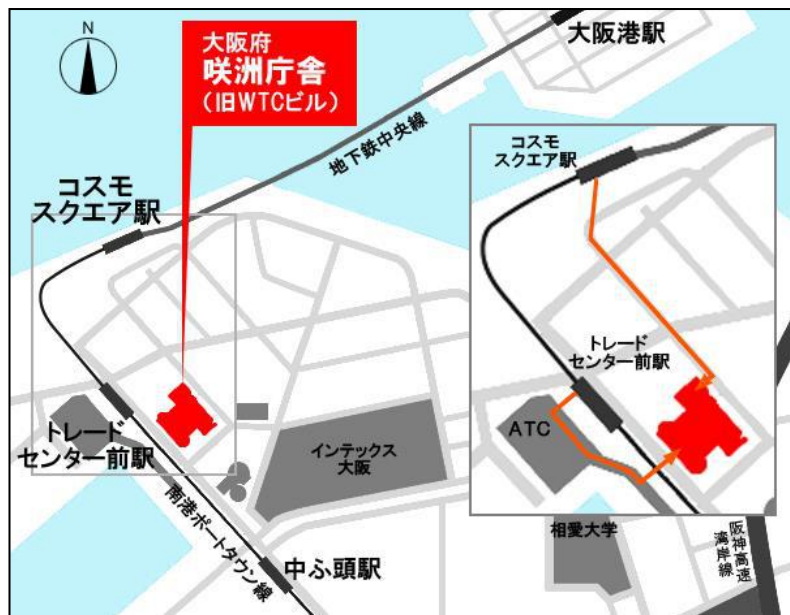 N
大阪府
咲洲庁舎
（旧WTCビル）
大阪港駅
地下鉄中央線
コスモ
スクエア駅
トレード
センター前駅
南港ポートタウン線
中ふ頭駅
インテックス
大阪
コスモ
スクエア駅
トレード
センター前駅
ATC
相愛大学
阪神高速
湾岸線